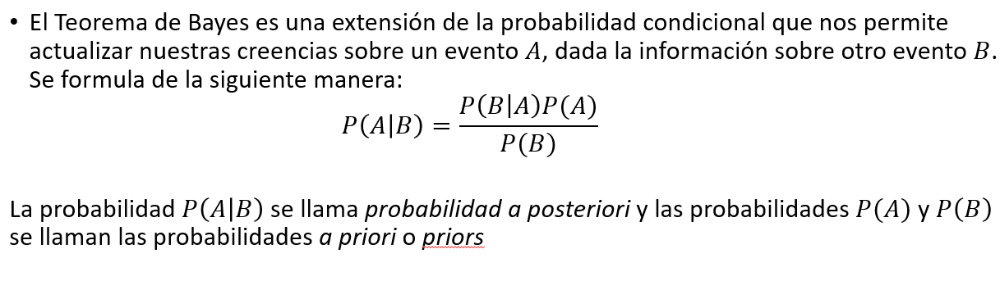 • El Teorema de Bayes es una extensión de la probabilidad condicional que nos permite
actualizar nuestras creencias sobre un evento A, dada la información sobre otro evento B.
Se formula de la siguiente manera:
P(A|B) = P(B|A)P(A) / P(B)
La probabilidad P(A|B) se llama probabilidad a posteriori y las probabilidades P(A) y P(B)
se llaman las probabilidades a priori o priors